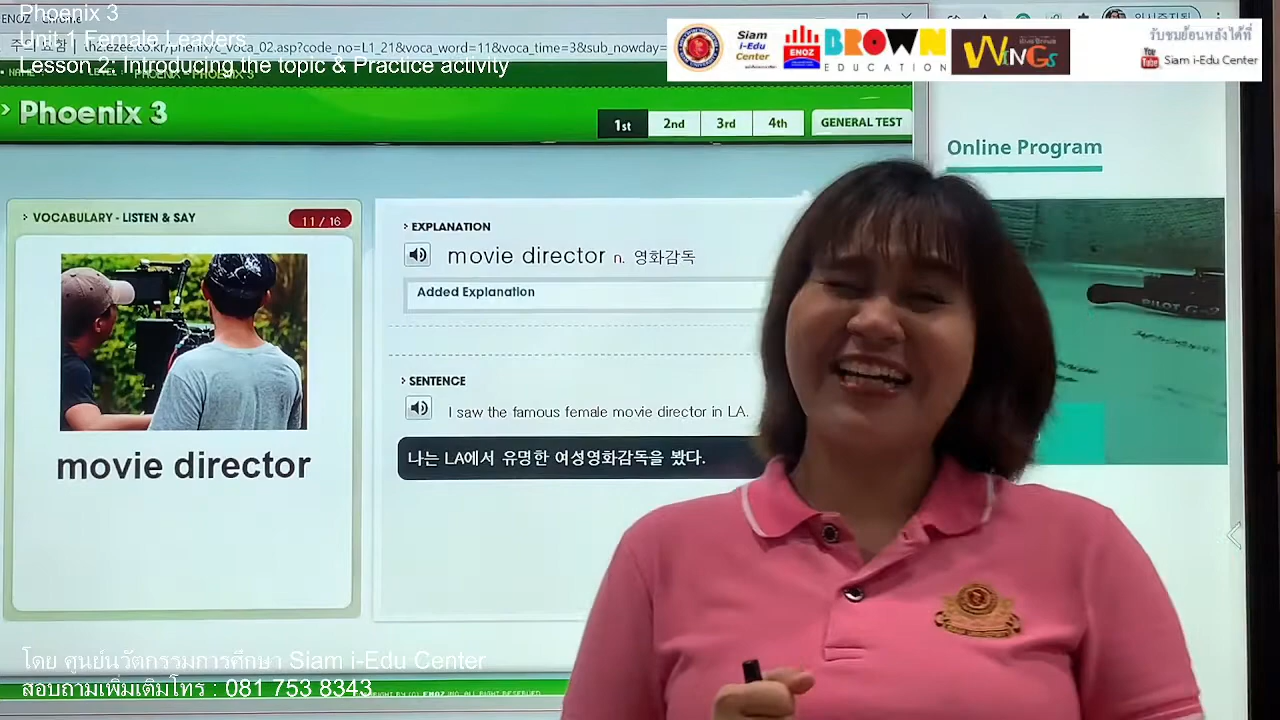 Phoenix 3
Unit 1 Female Leaders
ENOZ - Chrome
Siam i-Edu Center
ENOZ
BROWN EDUCATION
WiNGs
รับชมย้อนหลังได้ที่
YouTube Siam i-Edu Center
Phoenix 3
1st 2nd 3rd 4th GENERAL TEST
Online Program
VOCABULARY - LISTEN & SAY 11 / 16
movie director
EXPLANATION
movie director n. 영화감독
Added Explanation
SENTENCE
I saw the famous female movie director in LA.
나는 LA에서 유명한 여성영화감독을 봤다.
PILOT G-2
โดย ศูนย์นวัตกรรมการศึกษา Siam i-Edu Center
สอบถามเพิ่มเติมโทร : 081 753 8343